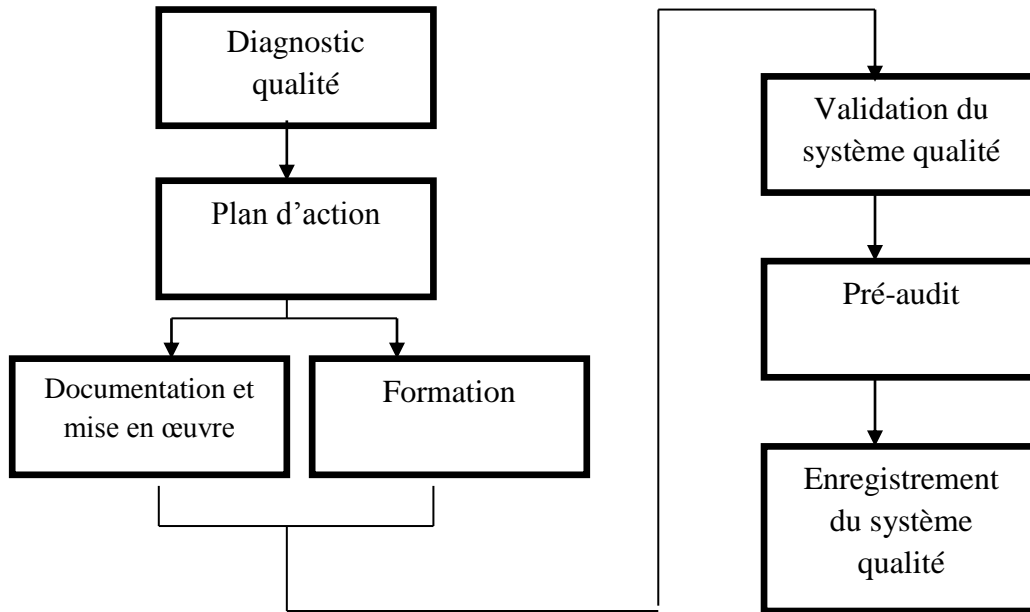 Diagnostic
qualité
Plan d’action
Documentation et
mise en œuvre
Formation
Validation du
système qualité
Pré-audit
Enregistrement
du système
qualité